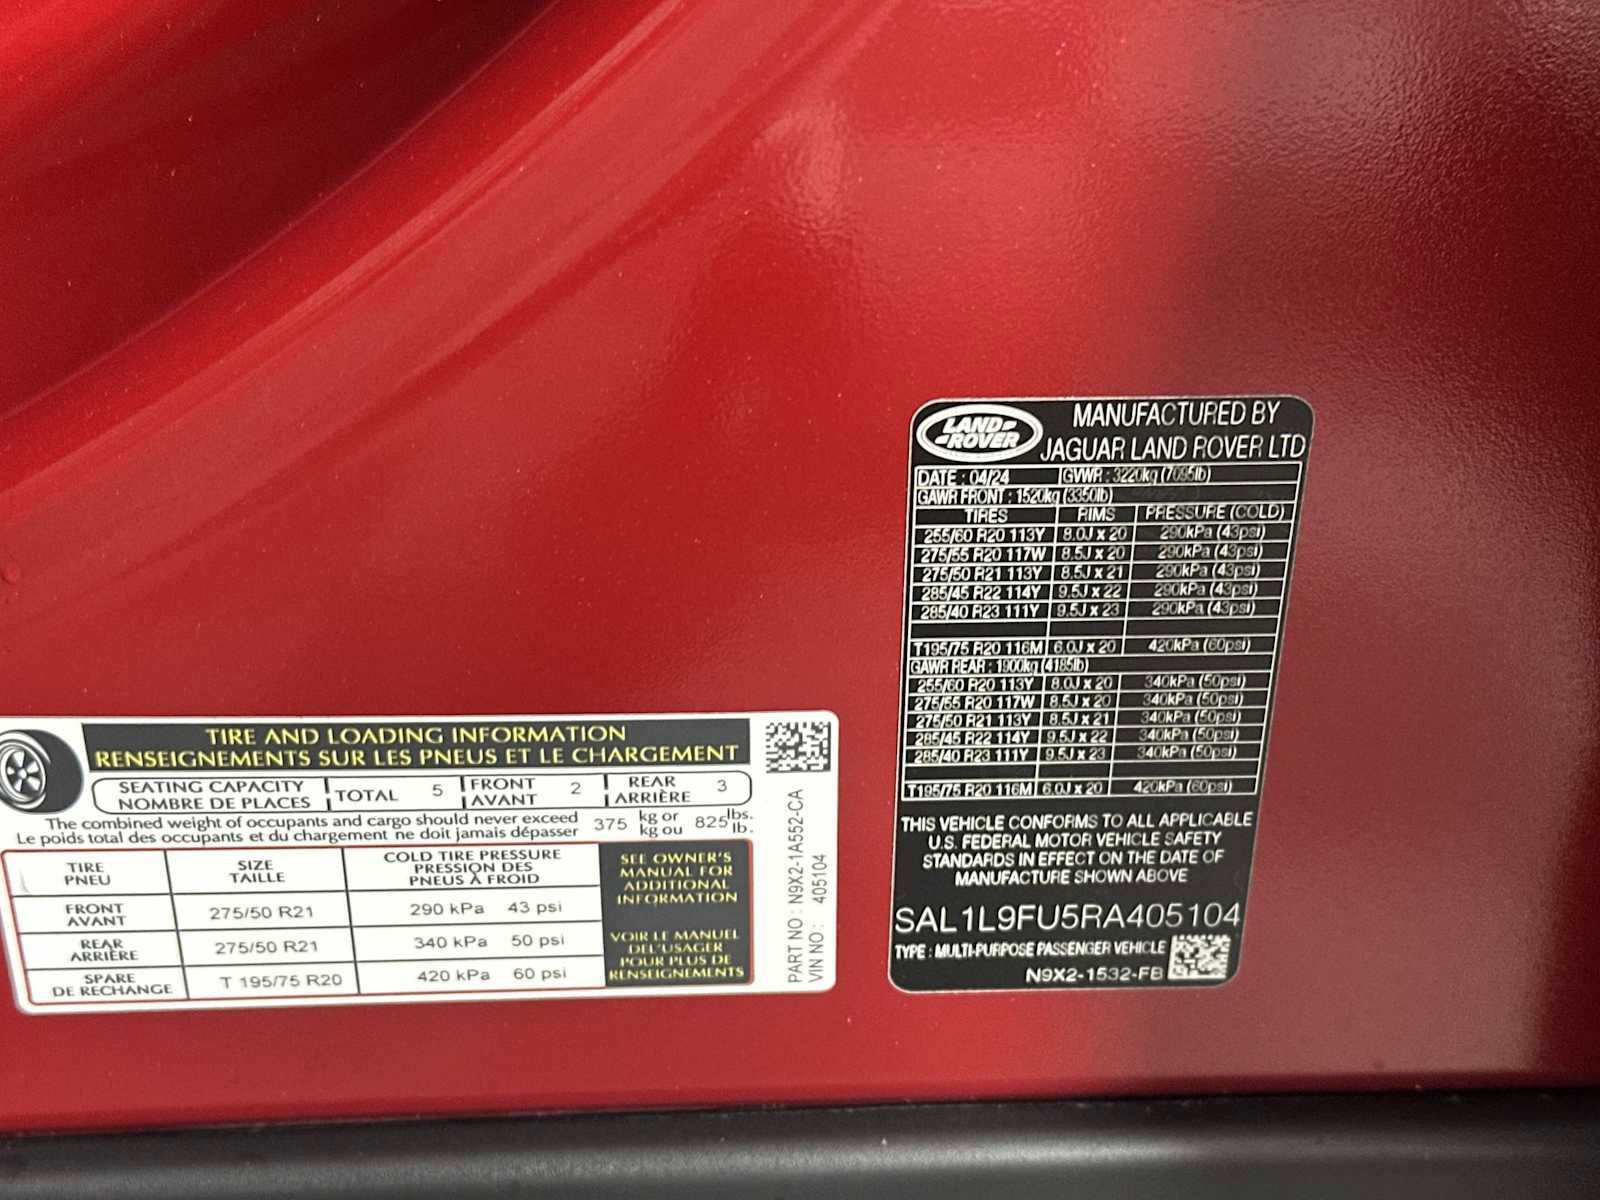 TIRE AND LOADING INFORMATION
RENSEIGNEMENTS SUR LES PNEUS ET LE CHARGEMENT
SEATING CAPACITY
NOMBRE DE PLACES
TOTAL 5
FRONT
AVANT 2
REAR
ARRIÈRE 3
The combined weight of occupants and cargo should never exceed 375 kg or 825 lbs.
Le poids total des occupants et du chargement ne doit jamais dépasser kg ou lb.
TIRE
PNEU
SIZE
TAILLE
COLD TIRE PRESSURE
PRESSION DES
PNEUS À FROID
FRONT
AVANT
275/50 R21 290 kPa 43 psi
REAR
ARRIÈRE
275/50 R21 340 kPa 50 psi
SPARE
DE RECHANGE
T 195/75 R20 420 kPa 60 psi
SEE OWNER'S
MANUAL FOR
ADDITIONAL
INFORMATION
VOIR LE MANUEL
DEL'USAGER
POUR PLUS DE
RENSEIGNEMENTS
PART NO : N9X2-1A552-CA
VIN NO : 405104
LAND ROVER
MANUFACTURED BY
JAGUAR LAND ROVER LTD
DATE : 04/24 GVWR : 3220kg (7095lb)
GAWR FRONT : 1520kg (3350lb)
TIRES RIMS PRESSURE (COLD)
255/60 R20 113Y 8.0J x 20 290kPa (43psi)
275/55 R20 117W 8.5J x 20 290kPa (43psi)
275/50 R21 113Y 8.5J x 21 290kPa (43psi)
285/45 R22 114Y 9.5J x 22 290kPa (43psi)
285/40 R23 111Y 9.5J x 23 290kPa (43psi)
T195/75 R20 116M 6.0J x 20 420kPa (60psi)
GAWR REAR : 1900kg (4185lb)
255/60 R20 113Y 8.0J x 20 340kPa (50psi)
275/55 R20 117W 8.5J x 20 340kPa (50psi)
275/50 R21 113Y 8.5J x 21 340kPa (50psi)
285/45 R22 114Y 9.5J x 22 340kPa (50psi)
285/40 R23 111Y 9.5J x 23 340kPa (50psi)
T195/75 R20 116M 6.0J x 20 420kPa (60psi)
THIS VEHICLE CONFORMS TO ALL APPLICABLE
U.S. FEDERAL MOTOR VEHICLE SAFETY
STANDARDS IN EFFECT ON THE DATE OF
MANUFACTURE SHOWN ABOVE
SAL1L9FU5RA405104
TYPE : MULTI-PURPOSE PASSENGER VEHICLE
N9X2-1532-FB